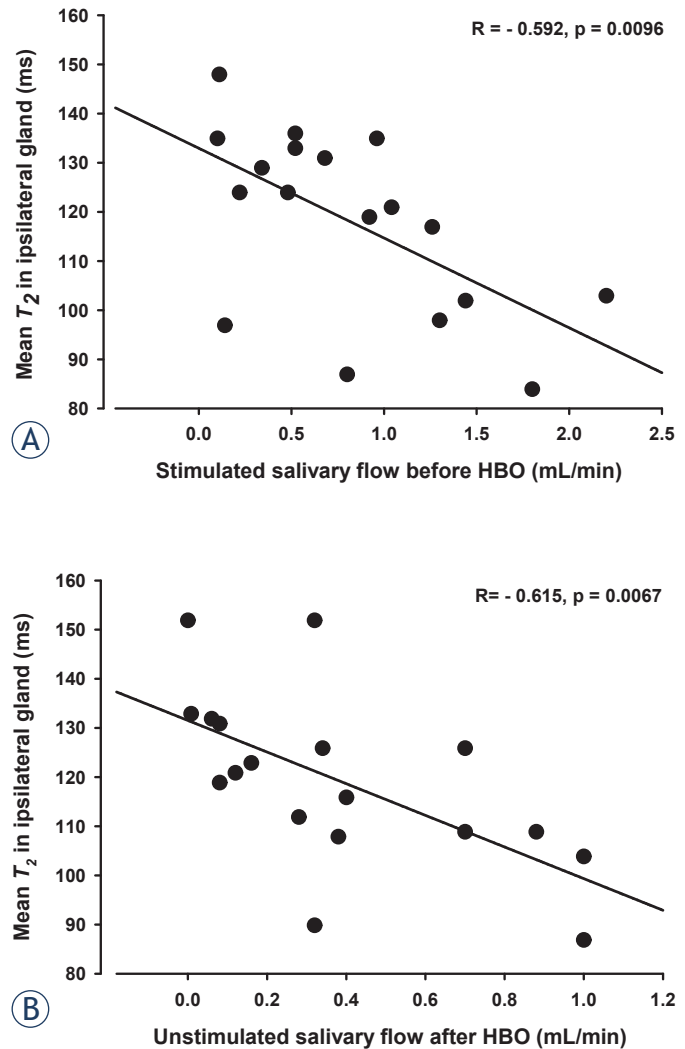 R = - 0.592, p = 0.0096
Mean T2 in ipsilateral gland (ms)
160
150
140
130
120
110
100
90
80
0.0 0.5 1.0 1.5 2.0 2.5
Stimulated salivary flow before HBO (mL/min)
A
R= - 0.615, p = 0.0067
Mean T2 in ipsilateral gland (ms)
160
150
140
130
120
110
100
90
80
0.0 0.2 0.4 0.6 0.8 1.0 1.2
Unstimulated salivary flow after HBO (mL/min)
B